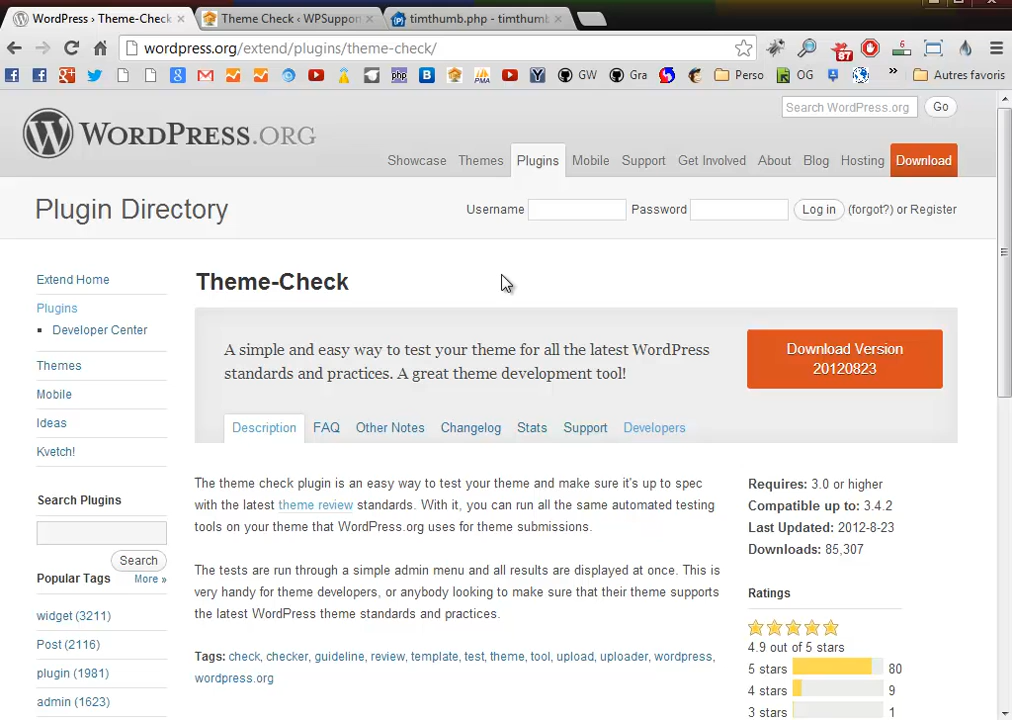 WordPress › Theme-Check
Theme Check ‹ WPSuppor
timthumb.php - timthumb
wordpress.org/extend/plugins/theme-check/
GW
Gra
Perso
OG
»
Autres favoris
67
6
WORDPRESS.ORG
Search WordPress.org
Go
Showcase Themes Plugins Mobile Support Get Involved About Blog Hosting Download
Plugin Directory
Username
Password
Log in
(forgot?) or Register
Extend Home
Plugins
Developer Center
Themes
Mobile
Ideas
Kvetch!
Search Plugins
Search
Popular Tags More »
widget (3211)
Post (2116)
plugin (1981)
admin (1623)
Theme-Check
A simple and easy way to test your theme for all the latest WordPress
standards and practices. A great theme development tool!
Download Version
20120823
Description FAQ Other Notes Changelog Stats Support Developers
The theme check plugin is an easy way to test your theme and make sure it's up to spec
with the latest theme review standards. With it, you can run all the same automated testing
tools on your theme that WordPress.org uses for theme submissions.
The tests are run through a simple admin menu and all results are displayed at once. This is
very handy for theme developers, or anybody looking to make sure that their theme supports
the latest WordPress theme standards and practices.
Tags: check, checker, guideline, review, template, test, theme, tool, upload, uploader, wordpress,
wordpress.org
Requires: 3.0 or higher
Compatible up to: 3.4.2
Last Updated: 2012-8-23
Downloads: 85,307
Ratings
4.9 out of 5 stars
5 stars 80
4 stars 9
3 stars 1